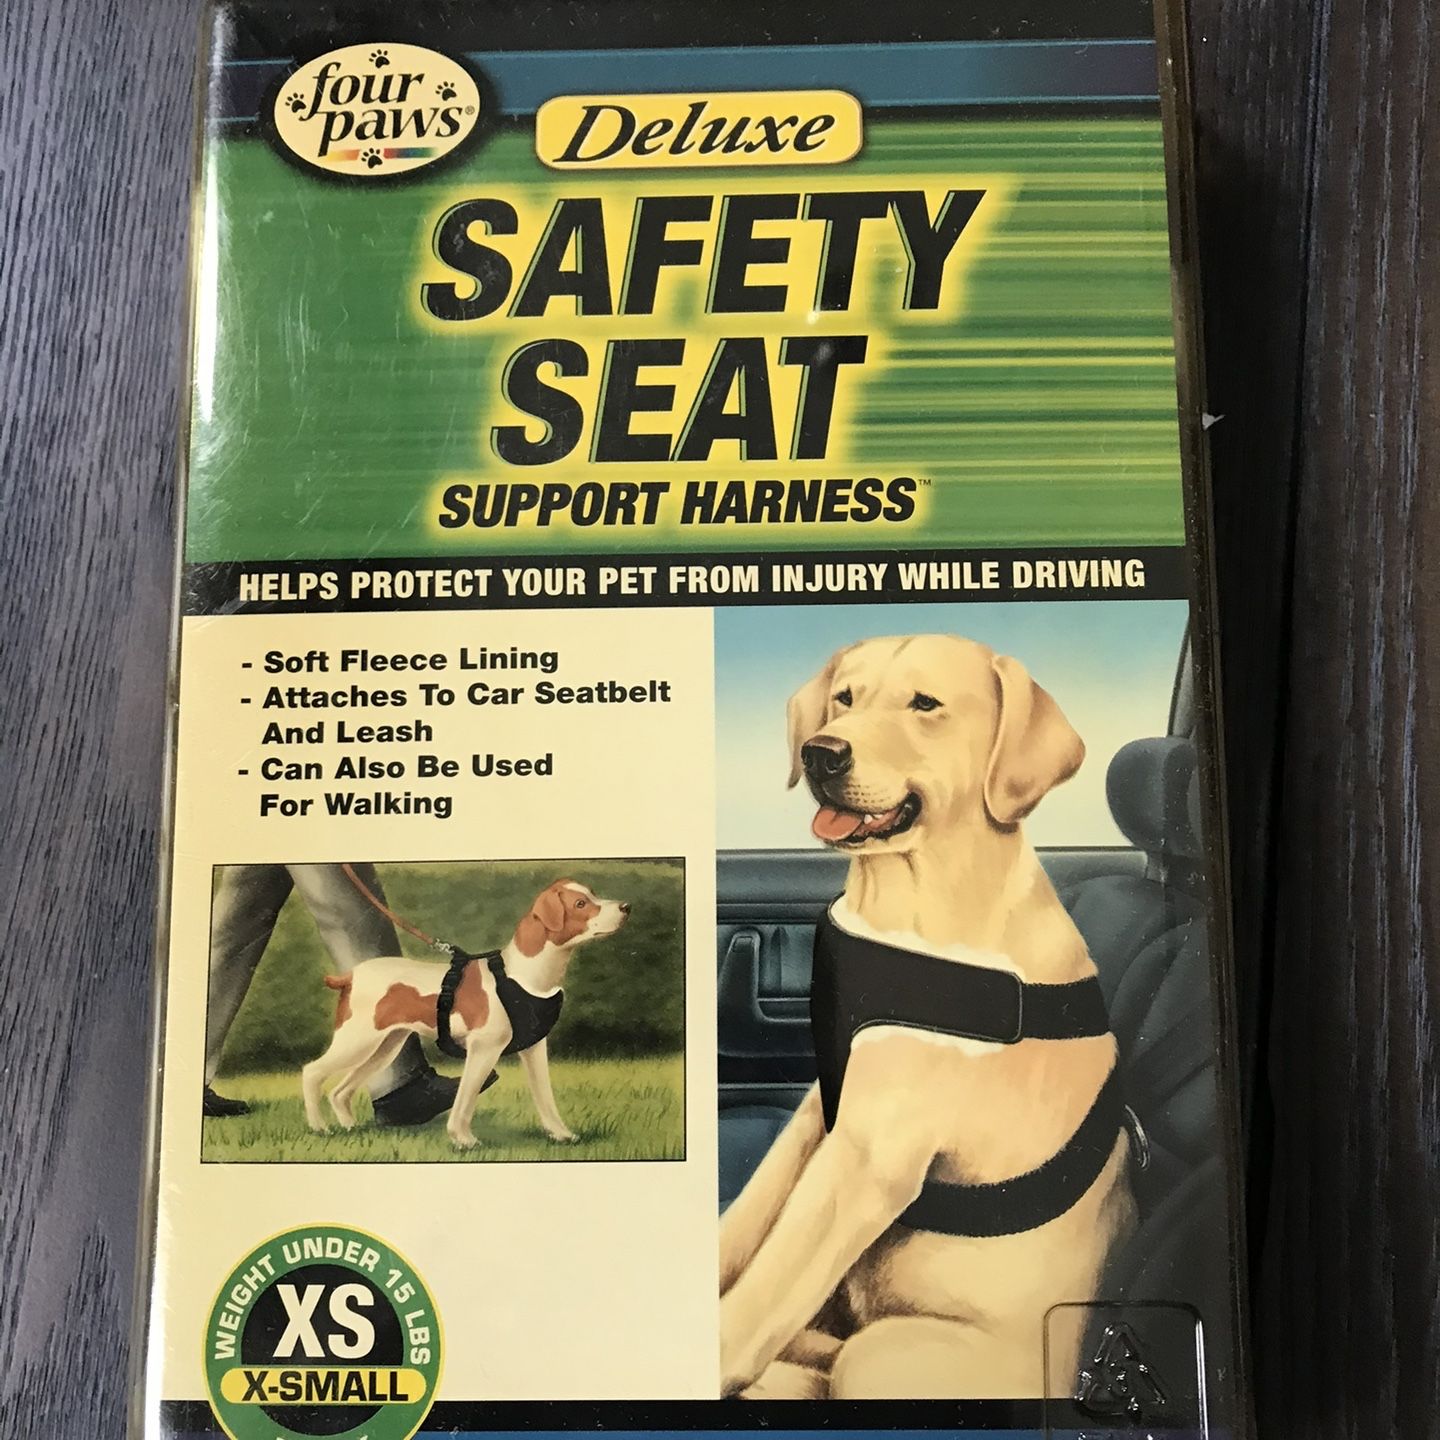 four
paws®
Deluxe
SAFETY
SEAT
SUPPORT HARNESS™
HELPS PROTECT YOUR PET FROM INJURY WHILE DRIVING
- Soft Fleece Lining
- Attaches To Car Seatbelt
And Leash
- Can Also Be Used
For Walking
WEIGHT UNDER 15 LBS
XS
X-SMALL